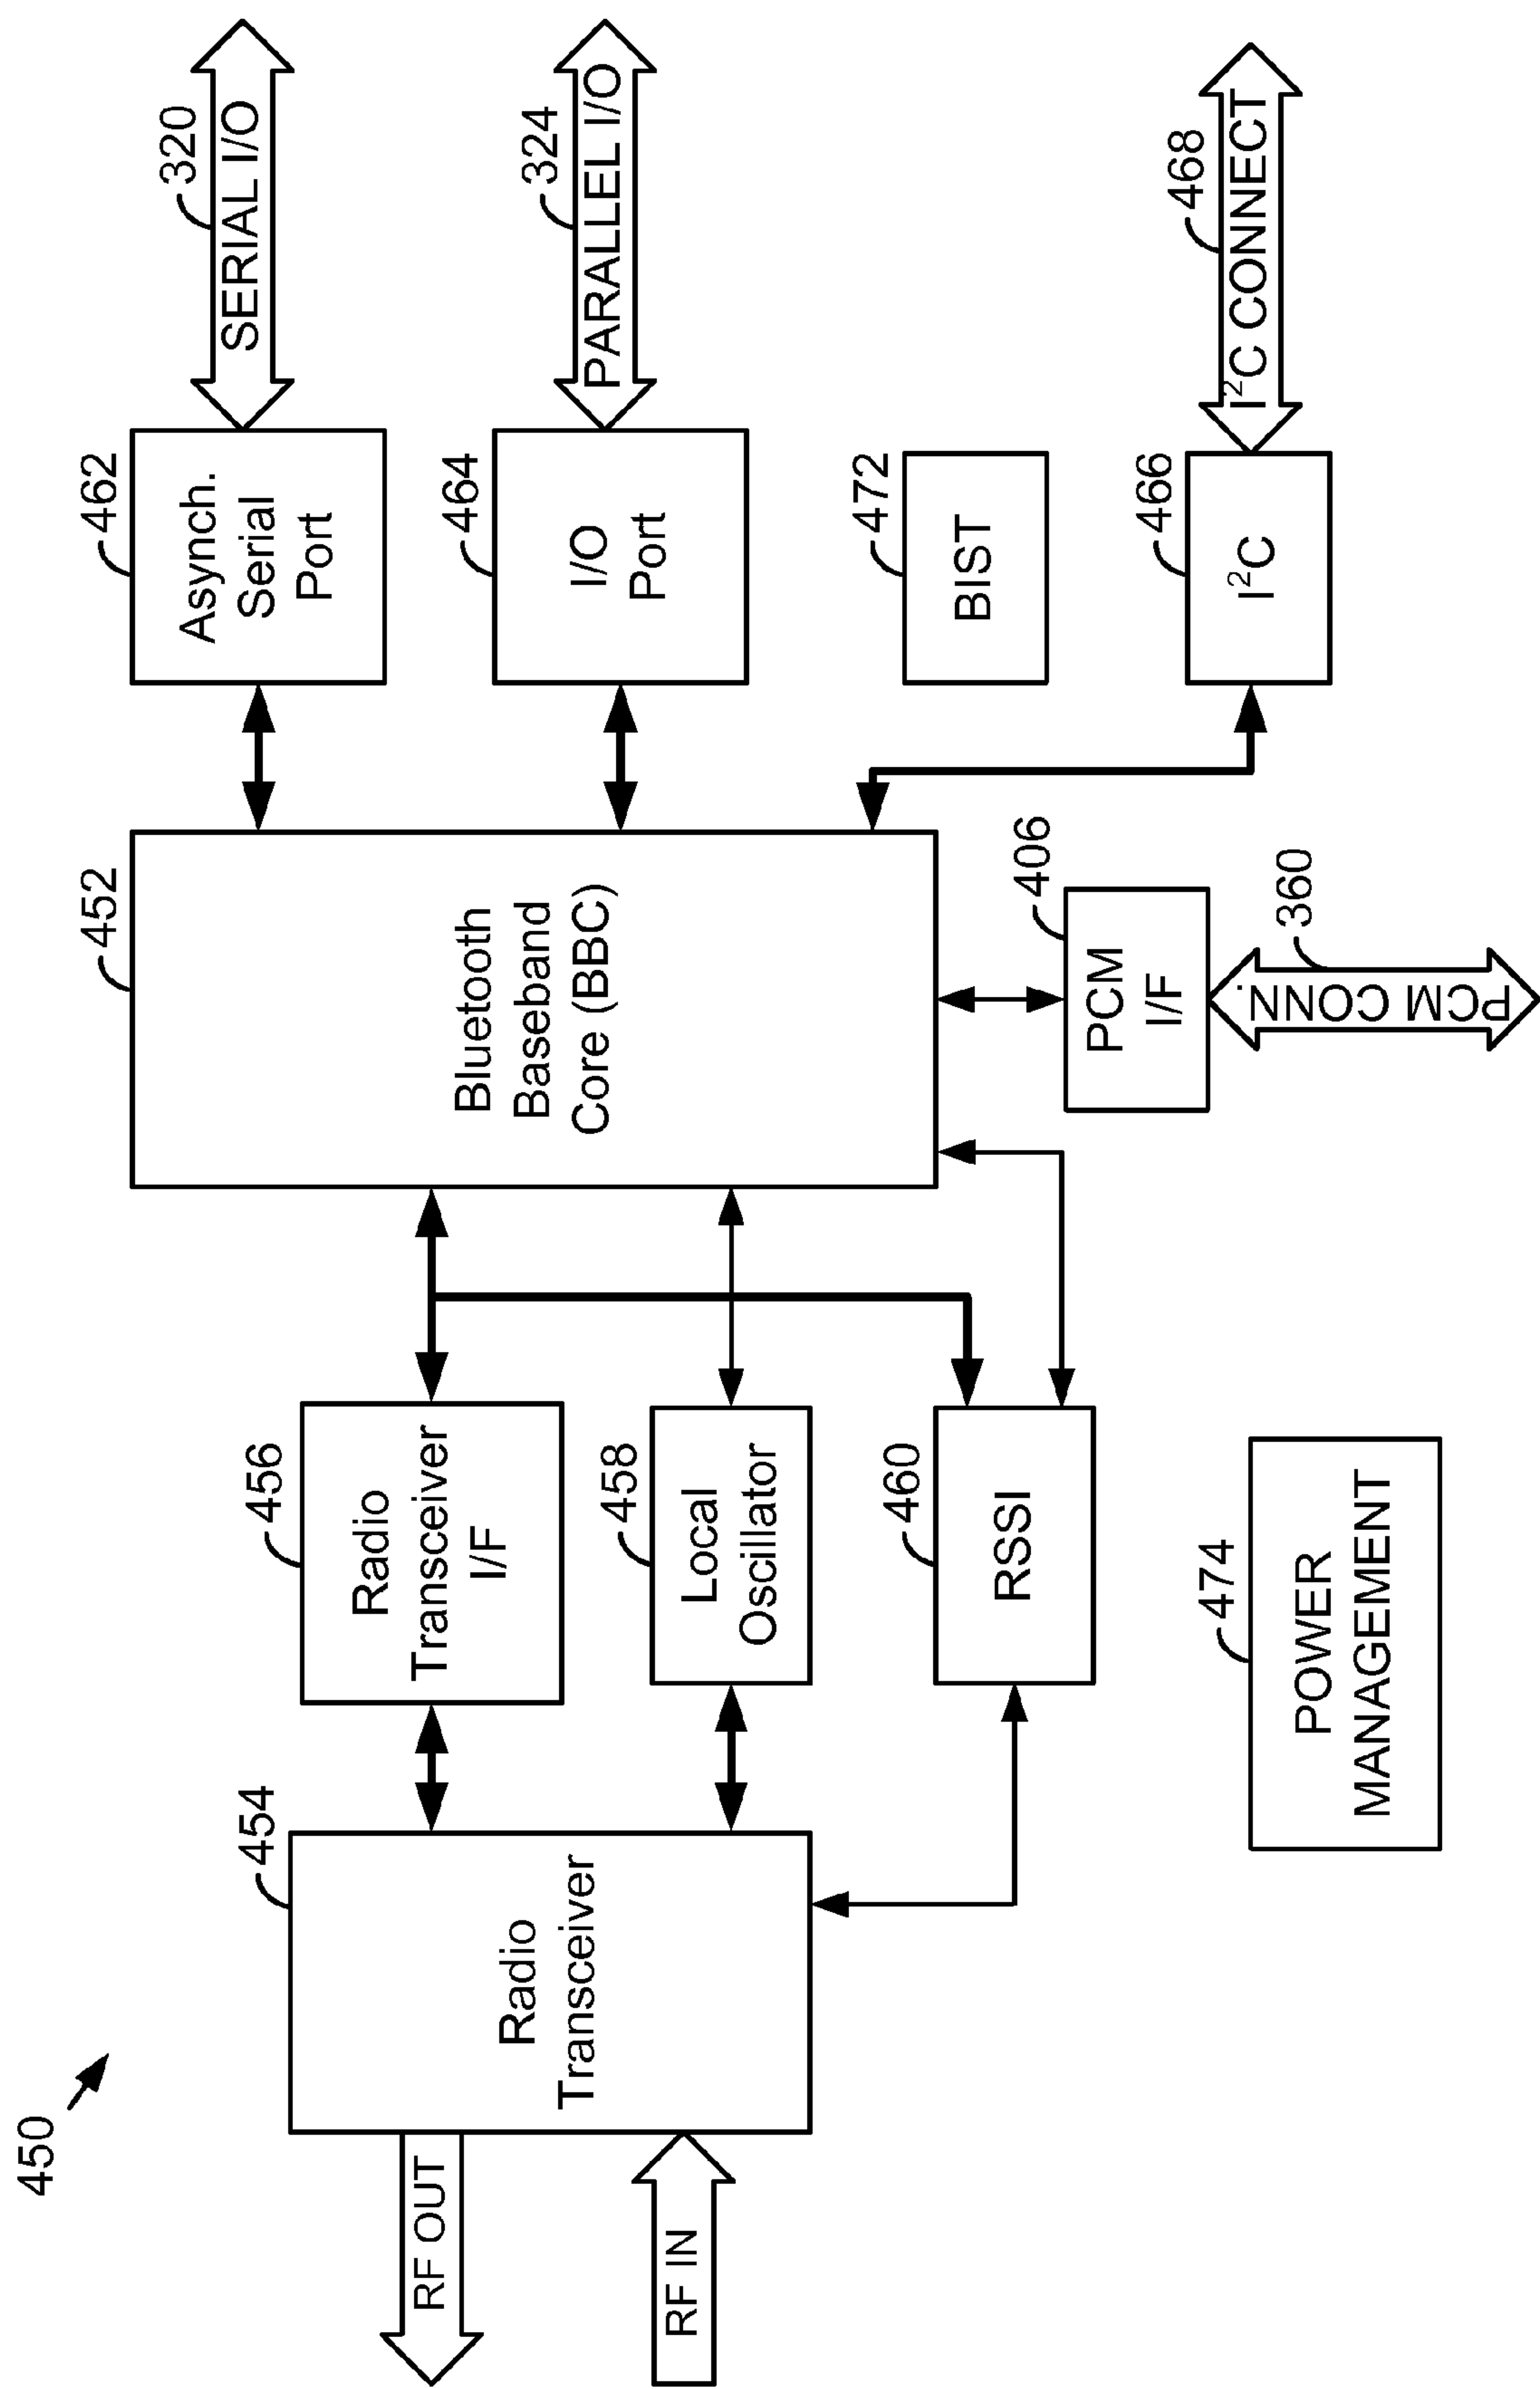 450
RF OUT
RF IN
454
Radio
Transceiver
456
Radio
Transceiver
I/F
458
Local
Oscillator
460
RSSI
474
POWER
MANAGEMENT
452
Bluetooth
Baseband
Core (BBC)
406
PCM
I/F
360
PCM CONN.
462
Asynch.
Serial
Port
320
SERIAL I/O
464
I/O
Port
324
PARALLEL I/O
472
BIST
466
I²C
468
I²C CONNECT